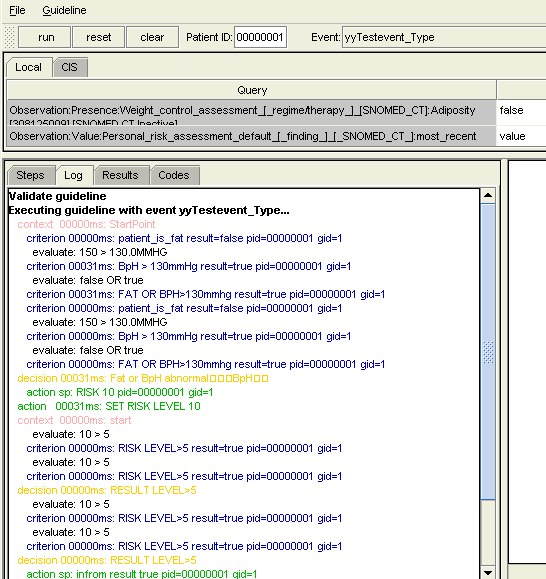 File Guideline
run reset clear Patient ID: 00000001 Event: yyTestevent_Type
Local CIS
Query
Observation:Presence:Weight_control_assessment_[_regime/therapy_]_[SNOMED_CT]:Adiposity false
[308125009] [SNOMED CT Inactive]
Observation:Value:Personal_risk_assessment_default_[_finding_]_[_SNOMED_CT_]:most_recent value
Steps Log Results Codes
Validate guideline
Executing guideline with event yyTestevent_Type...
context 00000ms: StartPoint
criterion 00000ms: patient_is_fat result=false pid=00000001 gid=1
evaluate: 150 > 130.0MMHG
criterion 00031ms: BpH > 130mmHg result=true pid=00000001 gid=1
evaluate: false OR true
criterion 00031ms: FAT OR BPH>130mmhg result=true pid=00000001 gid=1
criterion 00000ms: patient_is_fat result=false pid=00000001 gid=1
evaluate: 150 > 130.0MMHG
criterion 00000ms: BpH > 130mmHg result=true pid=00000001 gid=1
evaluate: false OR true
criterion 00000ms: FAT OR BPH>130mmhg result=true pid=00000001 gid=1
decision 00031ms: Fat or BpH abnormal□□□BpH□□
action sp: RISK 10 pid=00000001 gid=1
action 00031ms: SET RISK LEVEL 10
context 00000ms: start
evaluate: 10 > 5
criterion 00000ms: RISK LEVEL>5 result=true pid=00000001 gid=1
evaluate: 10 > 5
criterion 00000ms: RISK LEVEL>5 result=true pid=00000001 gid=1
decision 00000ms: RESULT LEVEL>5
evaluate: 10 > 5
criterion 00000ms: RISK LEVEL>5 result=true pid=00000001 gid=1
evaluate: 10 > 5
criterion 00000ms: RISK LEVEL>5 result=true pid=00000001 gid=1
decision 00000ms: RESULT LEVEL>5
action sp: infrom result true pid=00000001 gid=1